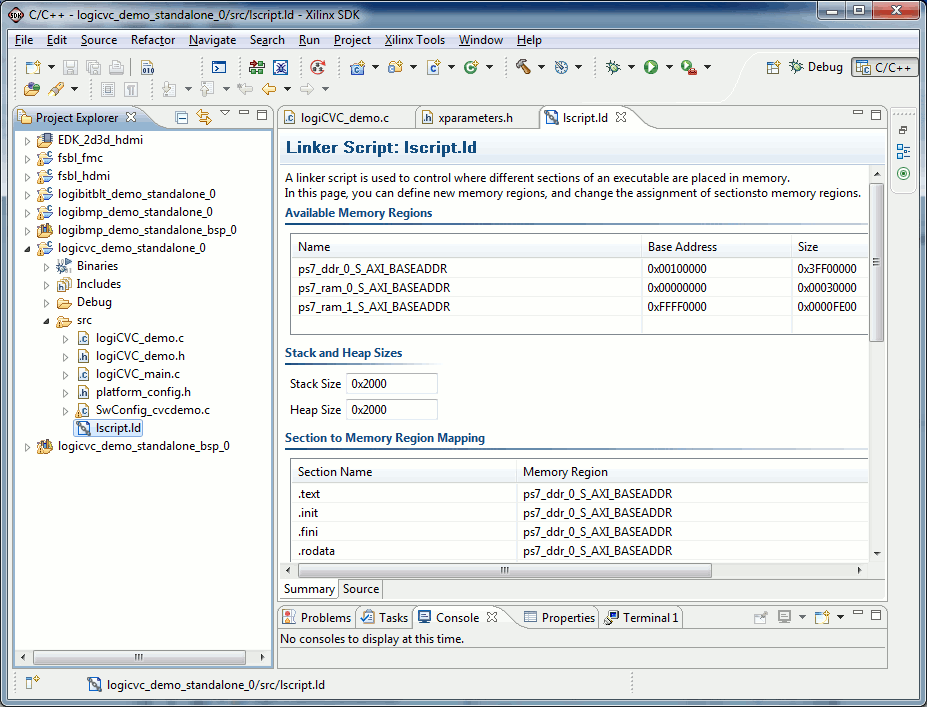 C/C++ - logicvc_demo_standalone_0/src/lscript.ld - Xilinx SDK
File Edit Source Refactor Navigate Search Run Project Xilinx Tools Window Help
Debug C/C++
Project Explorer
EDK_2d3d_hdmi
fsbl_fmc
fsbl_hdmi
logibitblt_demo_standalone_0
logibmp_demo_standalone_0
logibmp_demo_standalone_bsp_0
logicvc_demo_standalone_0
Binaries
Includes
Debug
src
logiCVC_demo.c
logiCVC_demo.h
logiCVC_main.c
platform_config.h
SwConfig_cvcdemo.c
lscript.ld
logicvc_demo_standalone_bsp_0
logiCVC_demo.c xparameters.h lscript.ld
Linker Script: lscript.ld
A linker script is used to control where different sections of an executable are placed in memory.
In this page, you can define new memory regions, and change the assignment of sectionsto memory regions.
Available Memory Regions
Name Base Address Size
ps7_ddr_0_S_AXI_BASEADDR 0x00100000 0x3FF00000
ps7_ram_0_S_AXI_BASEADDR 0x00000000 0x00030000
ps7_ram_1_S_AXI_BASEADDR 0xFFFF0000 0x0000FE00
Stack and Heap Sizes
Stack Size 0x2000
Heap Size 0x2000
Section to Memory Region Mapping
Section Name Memory Region
.text ps7_ddr_0_S_AXI_BASEADDR
.init ps7_ddr_0_S_AXI_BASEADDR
.fini ps7_ddr_0_S_AXI_BASEADDR
.rodata ps7_ddr_0_S_AXI_BASEADDR
Summary Source
Problems Tasks Console Properties Terminal 1
No consoles to display at this time.
logicvc_demo_standalone_0/src/lscript.ld